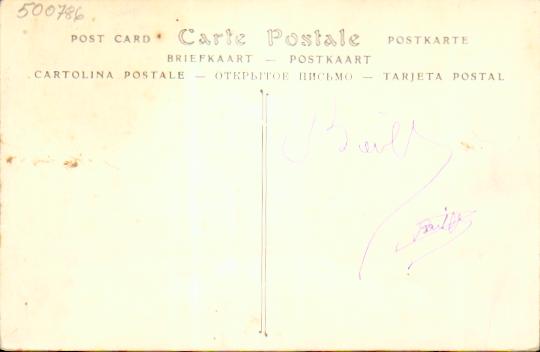 500786
POST CARD Carte Postale POSTKARTE
BRIEFKAART — POSTKAART
CARTOLINA POSTALE — ОТКРЫТОЕ ПИСЬМО — TARJETA POSTAL